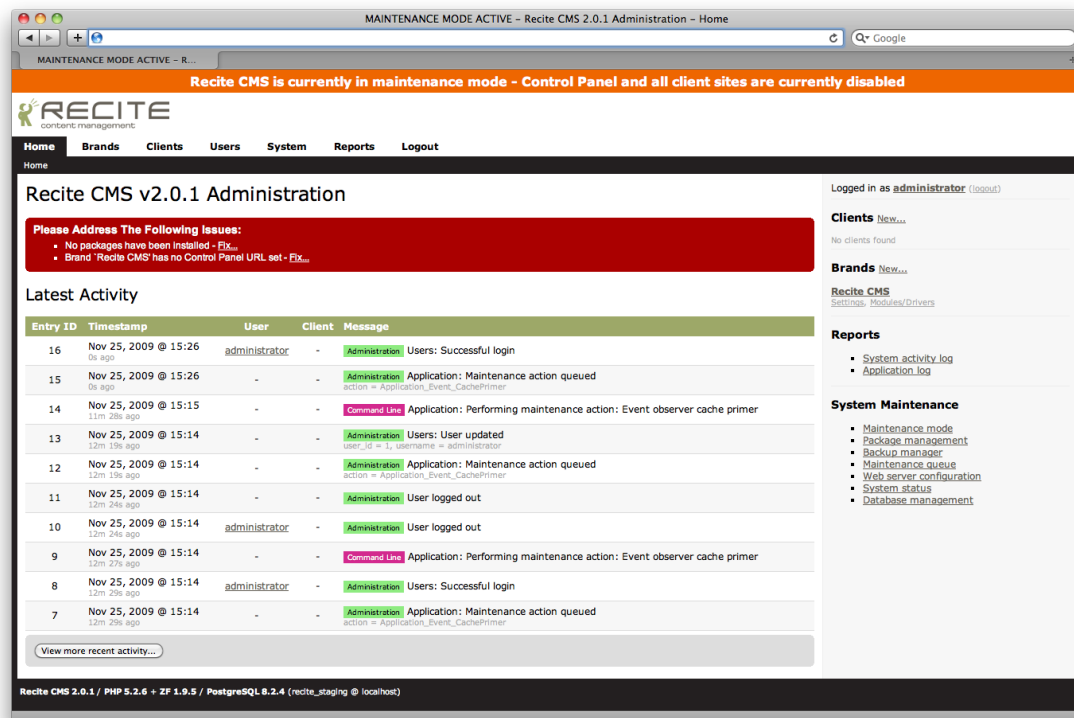 MAINTENANCE MODE ACTIVE – Recite CMS 2.0.1 Administration – Home
Google
MAINTENANCE MODE ACTIVE – R...
Recite CMS is currently in maintenance mode - Control Panel and all client sites are currently disabled
RECITE
content management
Home Brands Clients Users System Reports Logout
Home
Recite CMS v2.0.1 Administration
Please Address The Following Issues:
No packages have been installed - Fix...
Brand `Recite CMS' has no Control Panel URL set - Fix...
Latest Activity
Entry ID Timestamp User Client Message
16 Nov 25, 2009 @ 15:26 administrator - Administration Users: Successful login
0s ago
15 Nov 25, 2009 @ 15:26 - - Administration Application: Maintenance action queued
0s ago action = Application_Event_CachePrimer
14 Nov 25, 2009 @ 15:15 - - Command Line Application: Performing maintenance action: Event observer cache primer
11m 28s ago
13 Nov 25, 2009 @ 15:14 - - Administration Users: User updated
12m 19s ago user_id = 1, username = administrator
12 Nov 25, 2009 @ 15:14 - - Administration Application: Maintenance action queued
12m 19s ago action = Application_Event_CachePrimer
11 Nov 25, 2009 @ 15:14 - - Administration User logged out
12m 24s ago
10 Nov 25, 2009 @ 15:14 administrator - Administration User logged out
12m 24s ago
9 Nov 25, 2009 @ 15:14 - - Command Line Application: Performing maintenance action: Event observer cache primer
12m 27s ago
8 Nov 25, 2009 @ 15:14 administrator - Administration Users: Successful login
12m 29s ago
7 Nov 25, 2009 @ 15:14 - - Administration Application: Maintenance action queued
12m 29s ago action = Application_Event_CachePrimer
View more recent activity...
Logged in as administrator (logout)
Clients New...
No clients found
Brands New...
Recite CMS
Settings, Modules/Drivers
Reports
System activity log
Application log
System Maintenance
Maintenance mode
Package management
Backup manager
Maintenance queue
Web server configuration
System status
Database management
Recite CMS 2.0.1 / PHP 5.2.6 + ZF 1.9.5 / PostgreSQL 8.2.4 (recite_staging @ localhost)